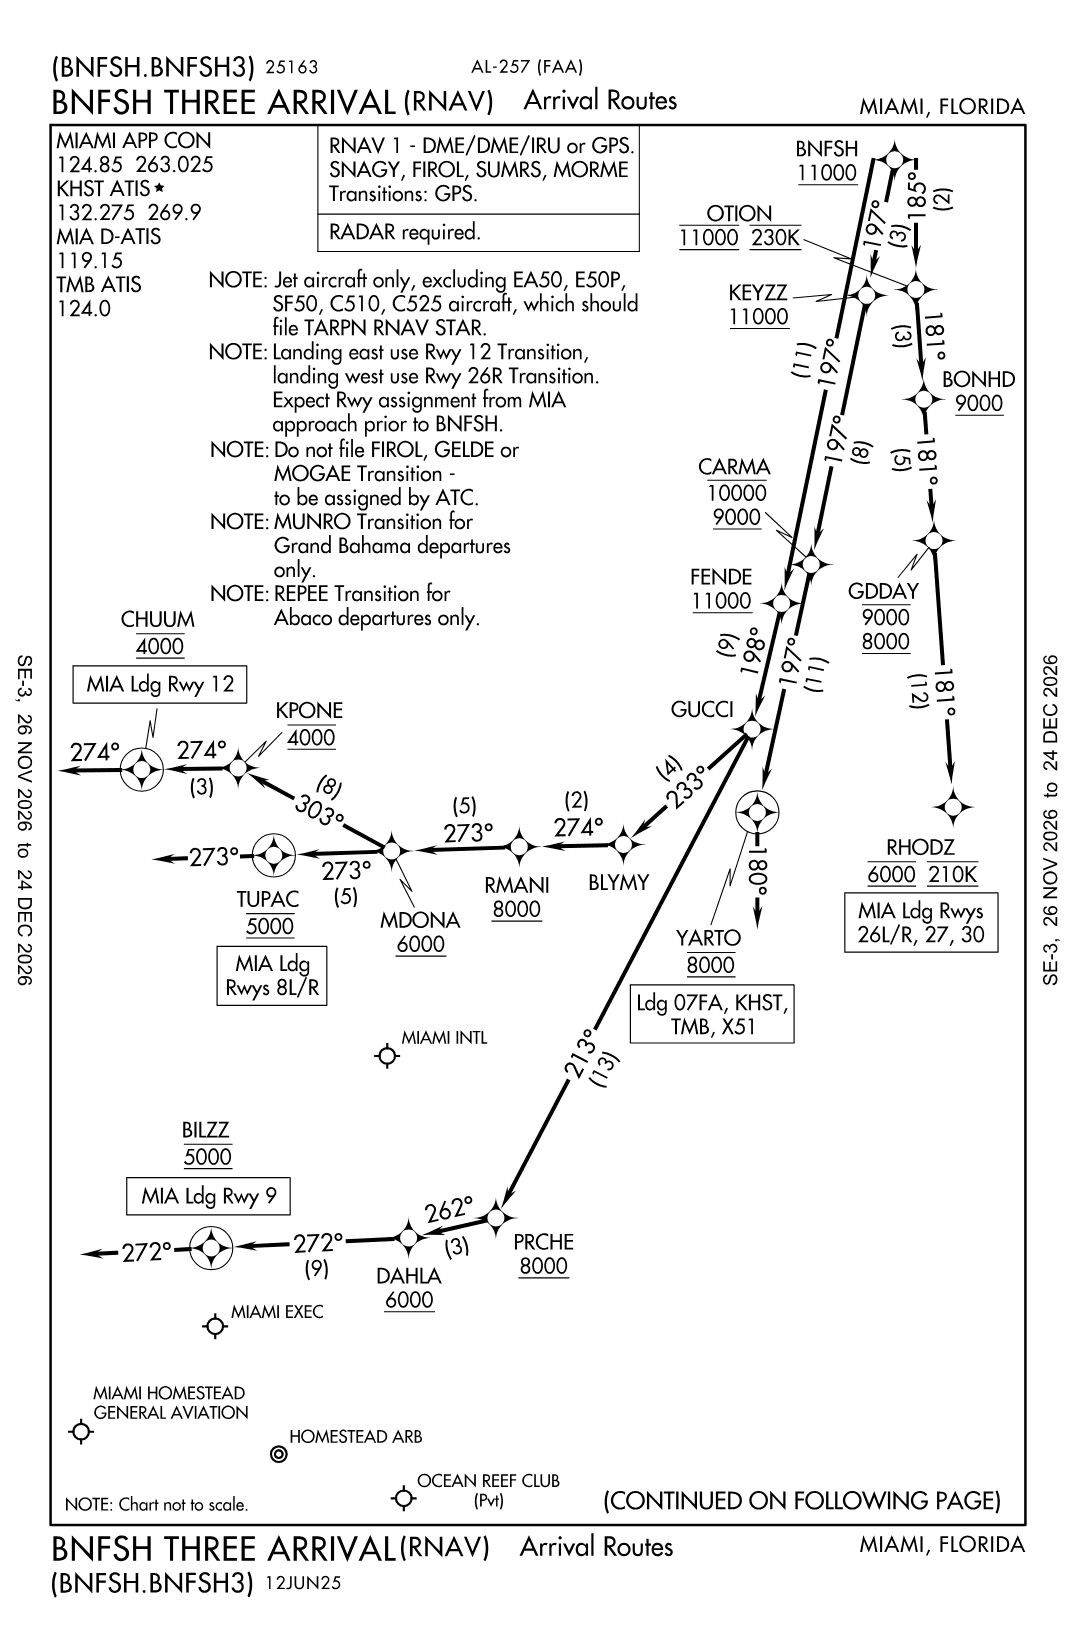 (BNFSH.BNFSH3) 25163
AL-257 (FAA)
BNFSH THREE ARRIVAL (RNAV) Arrival Routes
MIAMI, FLORIDA
MIAMI APP CON
124.85 263.025
KHST ATIS★
132.275 269.9
MIA D-ATIS
119.15
TMB ATIS
124.0
RNAV 1 - DME/DME/IRU or GPS.
SNAGY, FIROL, SUMRS, MORME
Transitions: GPS.
RADAR required.
NOTE: Jet aircraft only, excluding EA50, E50P,
SF50, C510, C525 aircraft, which should
file TARPN RNAV STAR.
NOTE: Landing east use Rwy 12 Transition,
landing west use Rwy 26R Transition.
Expect Rwy assignment from MIA
approach prior to BNFSH.
NOTE: Do not file FIROL, GELDE or
MOGAE Transition -
to be assigned by ATC.
NOTE: MUNRO Transition for
Grand Bahama departures
only.
NOTE: REPEE Transition for
Abaco departures only.
BNFSH
11000
185°
(2)
197°
(3)
OTION
11000 230K
KEYZZ
11000
(11)
197°
181°
(3)
BONHD
9000
197°
(8)
181°
(5)
CARMA
10000
9000
FENDE
11000
GDDAY
9000
8000
(6)
198°
197°
(11)
181°
(12)
GUCCI
CHUUM
4000
MIA Ldg Rwy 12
KPONE
4000
274°
274°
(3)
(8)
303°
(5)
273°
(2)
274°
(4)
233°
273°
273°
(5)
TUPAC
5000
MIA Ldg
Rwys 8L/R
MDONA
6000
RMANI
8000
BLYMY
180°
YARTO
8000
Ldg 07FA, KHST,
TMB, X51
RHODZ
6000 210K
MIA Ldg Rwys
26L/R, 27, 30
MIAMI INTL
213°
(13)
BILZZ
5000
MIA Ldg Rwy 9
272°
272°
(9)
262°
(3)
DAHLA
6000
PRCHE
8000
MIAMI EXEC
MIAMI HOMESTEAD
GENERAL AVIATION
HOMESTEAD ARB
OCEAN REEF CLUB
(Pvt)
NOTE: Chart not to scale.
(CONTINUED ON FOLLOWING PAGE)
BNFSH THREE ARRIVAL (RNAV) Arrival Routes
MIAMI, FLORIDA
(BNFSH.BNFSH3) 12JUN25
SE-3, 26 NOV 2026 to 24 DEC 2026
SE-3, 26 NOV 2026 to 24 DEC 2026